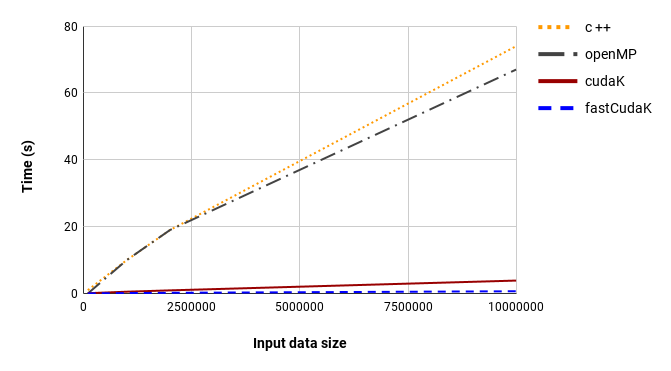 80
60
40
20
0
Time (s)
0
2500000
5000000
7500000
10000000
Input data size
c ++
openMP
cudaK
fastCudaK